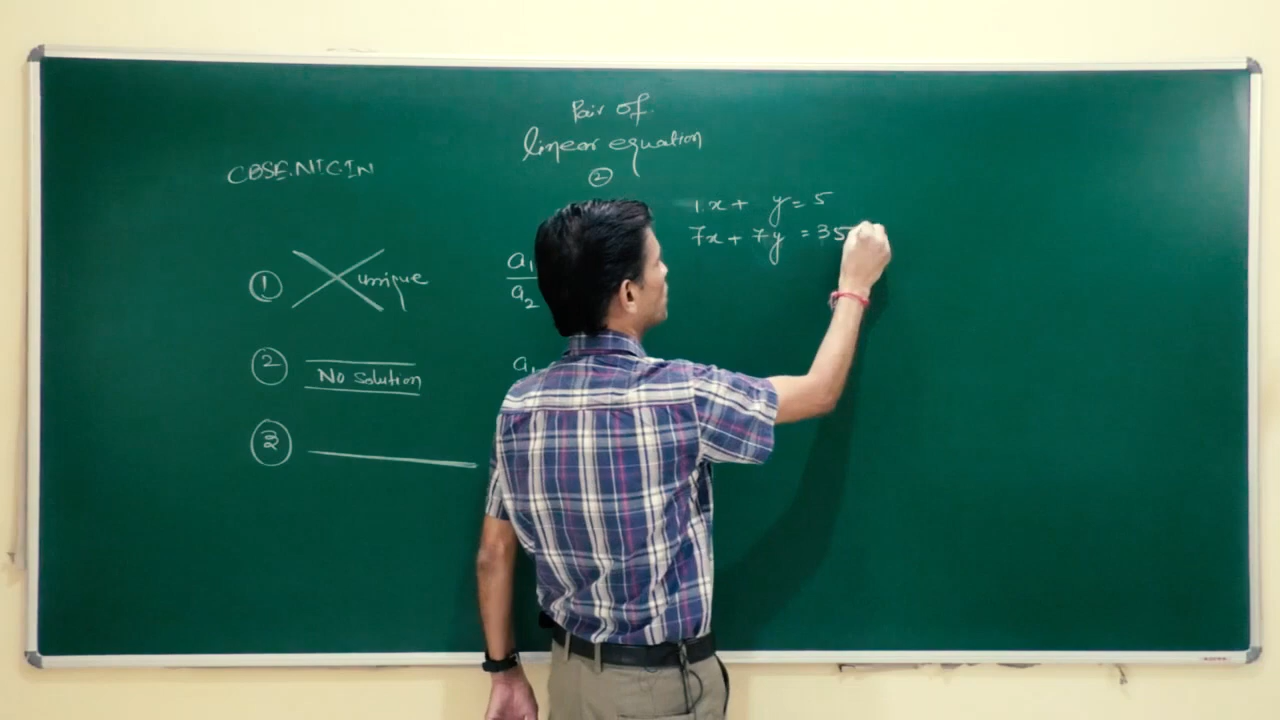 Pair of
linear equation
②
CBSE.NIC.IN
1.x + y = 5
7x + 7y = 35
① unique
a₁
a₂
② No solution
a₁
③